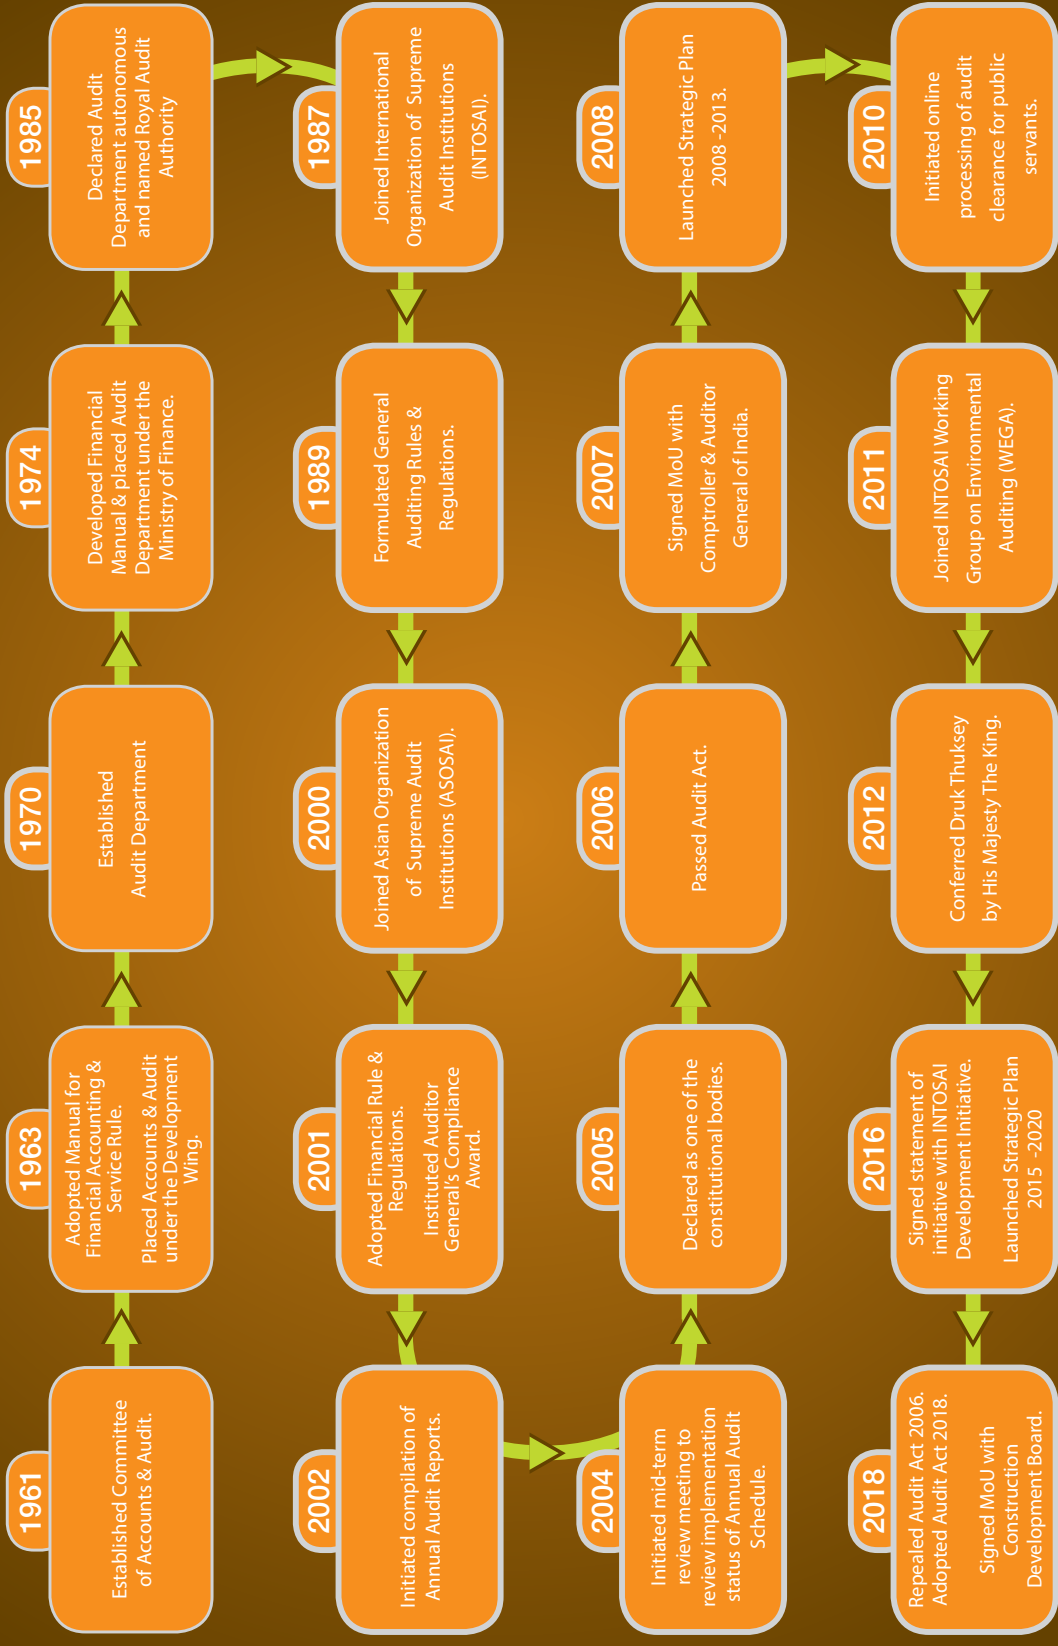 1961
Established Committee
of Accounts & Audit.
1963
Adopted Manual for
Financial Accounting &
Service Rule.
Placed Accounts & Audit
under the Development
Wing.
1970
Established
Audit Department
1974
Developed Financial
Manual & placed Audit
Department under the
Ministry of Finance.
1985
Declared Audit
Department autonomous
and named Royal Audit
Authority
1987
Joined International
Organization of Supreme
Audit Institutions
(INTOSAI).
1989
Formulated General
Auditing Rules &
Regulations.
2000
Joined Asian Organization
of Supreme Audit
Institutions (ASOSAI).
2001
Adopted Financial Rule &
Regulations.
Instituted Auditor
General's Compliance
Award.
2002
Initiated compilation of
Annual Audit Reports.
2004
Initiated mid-term
review meeting to
review implementation
status of Annual Audit
Schedule.
2005
Declared as one of the
constitutional bodies.
2006
Passed Audit Act.
2007
Signed MoU with
Comptroller & Auditor
General of India.
2008
Launched Strategic Plan
2008 -2013.
2010
Initiated online
processing of audit
clearance for public
servants.
2011
Joined INTOSAI Working
Group on Environmental
Auditing (WEGA).
2012
Conferred Druk Thuksey
by His Majesty The King.
2016
Signed statement of
initiative with INTOSAI
Development Initiative.
Launched Strategic Plan
2015 -2020
2018
Repealed Audit Act 2006.
Adopted Audit Act 2018.
Signed MoU with
Construction
Development Board.